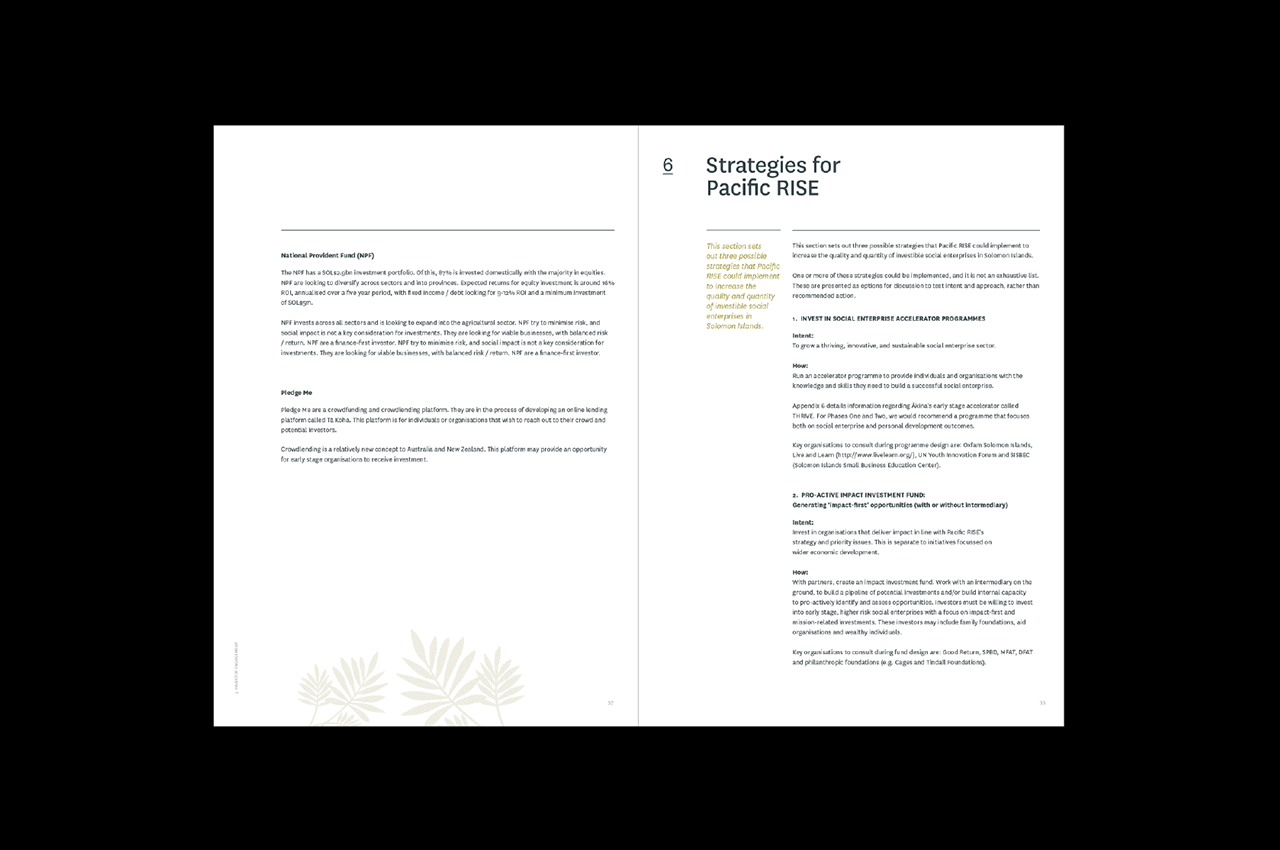 National Provident Fund (NPF)
The NPF has a SOL$2.9bn investment portfolio. Of this, 87% is invested domestically with the majority in equities.
NPF are looking to diversify across sectors and into provinces. Expected returns for equity investment is around 16%
ROI, annualised over a five year period, with fixed income / debt looking for 9-12% ROI and a minimum investment
of
NPF invests across all sectors and is looking to expand into the agricultural sector. NPF try to minimise risk, and
social impact is not a key consideration for investments. They are looking for viable businesses, with balanced risk
/ return. NPF are a finance-first investor. NPF try to minimise risk, and social impact is not a key consideration for
investments. They are looking for viable businesses, with balanced risk / return. NPF are a finance-first investor.
Pledge Me
Pledge Me are a crowdfunding and crowdlending platform. They are in the process of developing an online lending
platform called Tā Koha. This platform is for individuals or organisations that wish to reach out to their crowd and
potential investors.
Crowdlending is a relatively new concept to Australia and New Zealand. This platform may provide an opportunity
for early stage organisations to receive investment.
6
Strategies for
Pacific RISE
This section sets
out three possible
strategies that Pacific
RISE could implement
to increase the
quality and quantity
of investible social
enterprises in
Solomon Islands.
This section sets out three possible strategies that Pacific RISE could implement to
increase the quality and quantity of investible social enterprises in Solomon Islands.
One or more of these strategies could be implemented, and it is not an exhaustive list.
These are presented as options for discussion to test intent and approach, rather than
recommended action.
1. INVEST IN SOCIAL ENTERPRISE ACCELERATOR PROGRAMMES
Intent:
To grow a thriving, innovative, and sustainable social enterprise sector.
How:
Run an accelerator programme to provide individuals and organisations with the
knowledge and skills they need to build a successful social enterprise.
Appendix 6 details information regarding Ākina's early stage accelerator called
THRIVE. For Phases One and Two, we would recommend a programme that focuses
both on social enterprise and personal development outcomes.
Key organisations to consult during programme design are: Oxfam Solomon Islands,
Live and Learn (http://www.livelearn.org/), UN Youth Innovation Forum and SISBEC
(Solomon Islands Small Business Education Center).
2. PRO-ACTIVE IMPACT INVESTMENT FUND:
Generating 'impact-first' opportunities (with or without intermediary)
Intent:
Invest in organisations that deliver impact in line with Pacific RISE's
strategy and priority issues. This is separate to initiatives focussed on
wider economic development.
How:
With partners, create an impact investment fund. Work with an intermediary on the
ground, to build a pipeline of potential investments and/or build internal capacity
to pro-actively identify and assess opportunities. Investors must be willing to invest
into early stage, higher risk social enterprises with a focus on impact-first and
mission-related investments. These investors may include family foundations, aid
organisations and wealthy individuals.
Key organisations to consult during fund design are: Good Return, SPBD, MFAT, DFAT
and philanthropic foundations (e.g. Cages and Tindall Foundations).